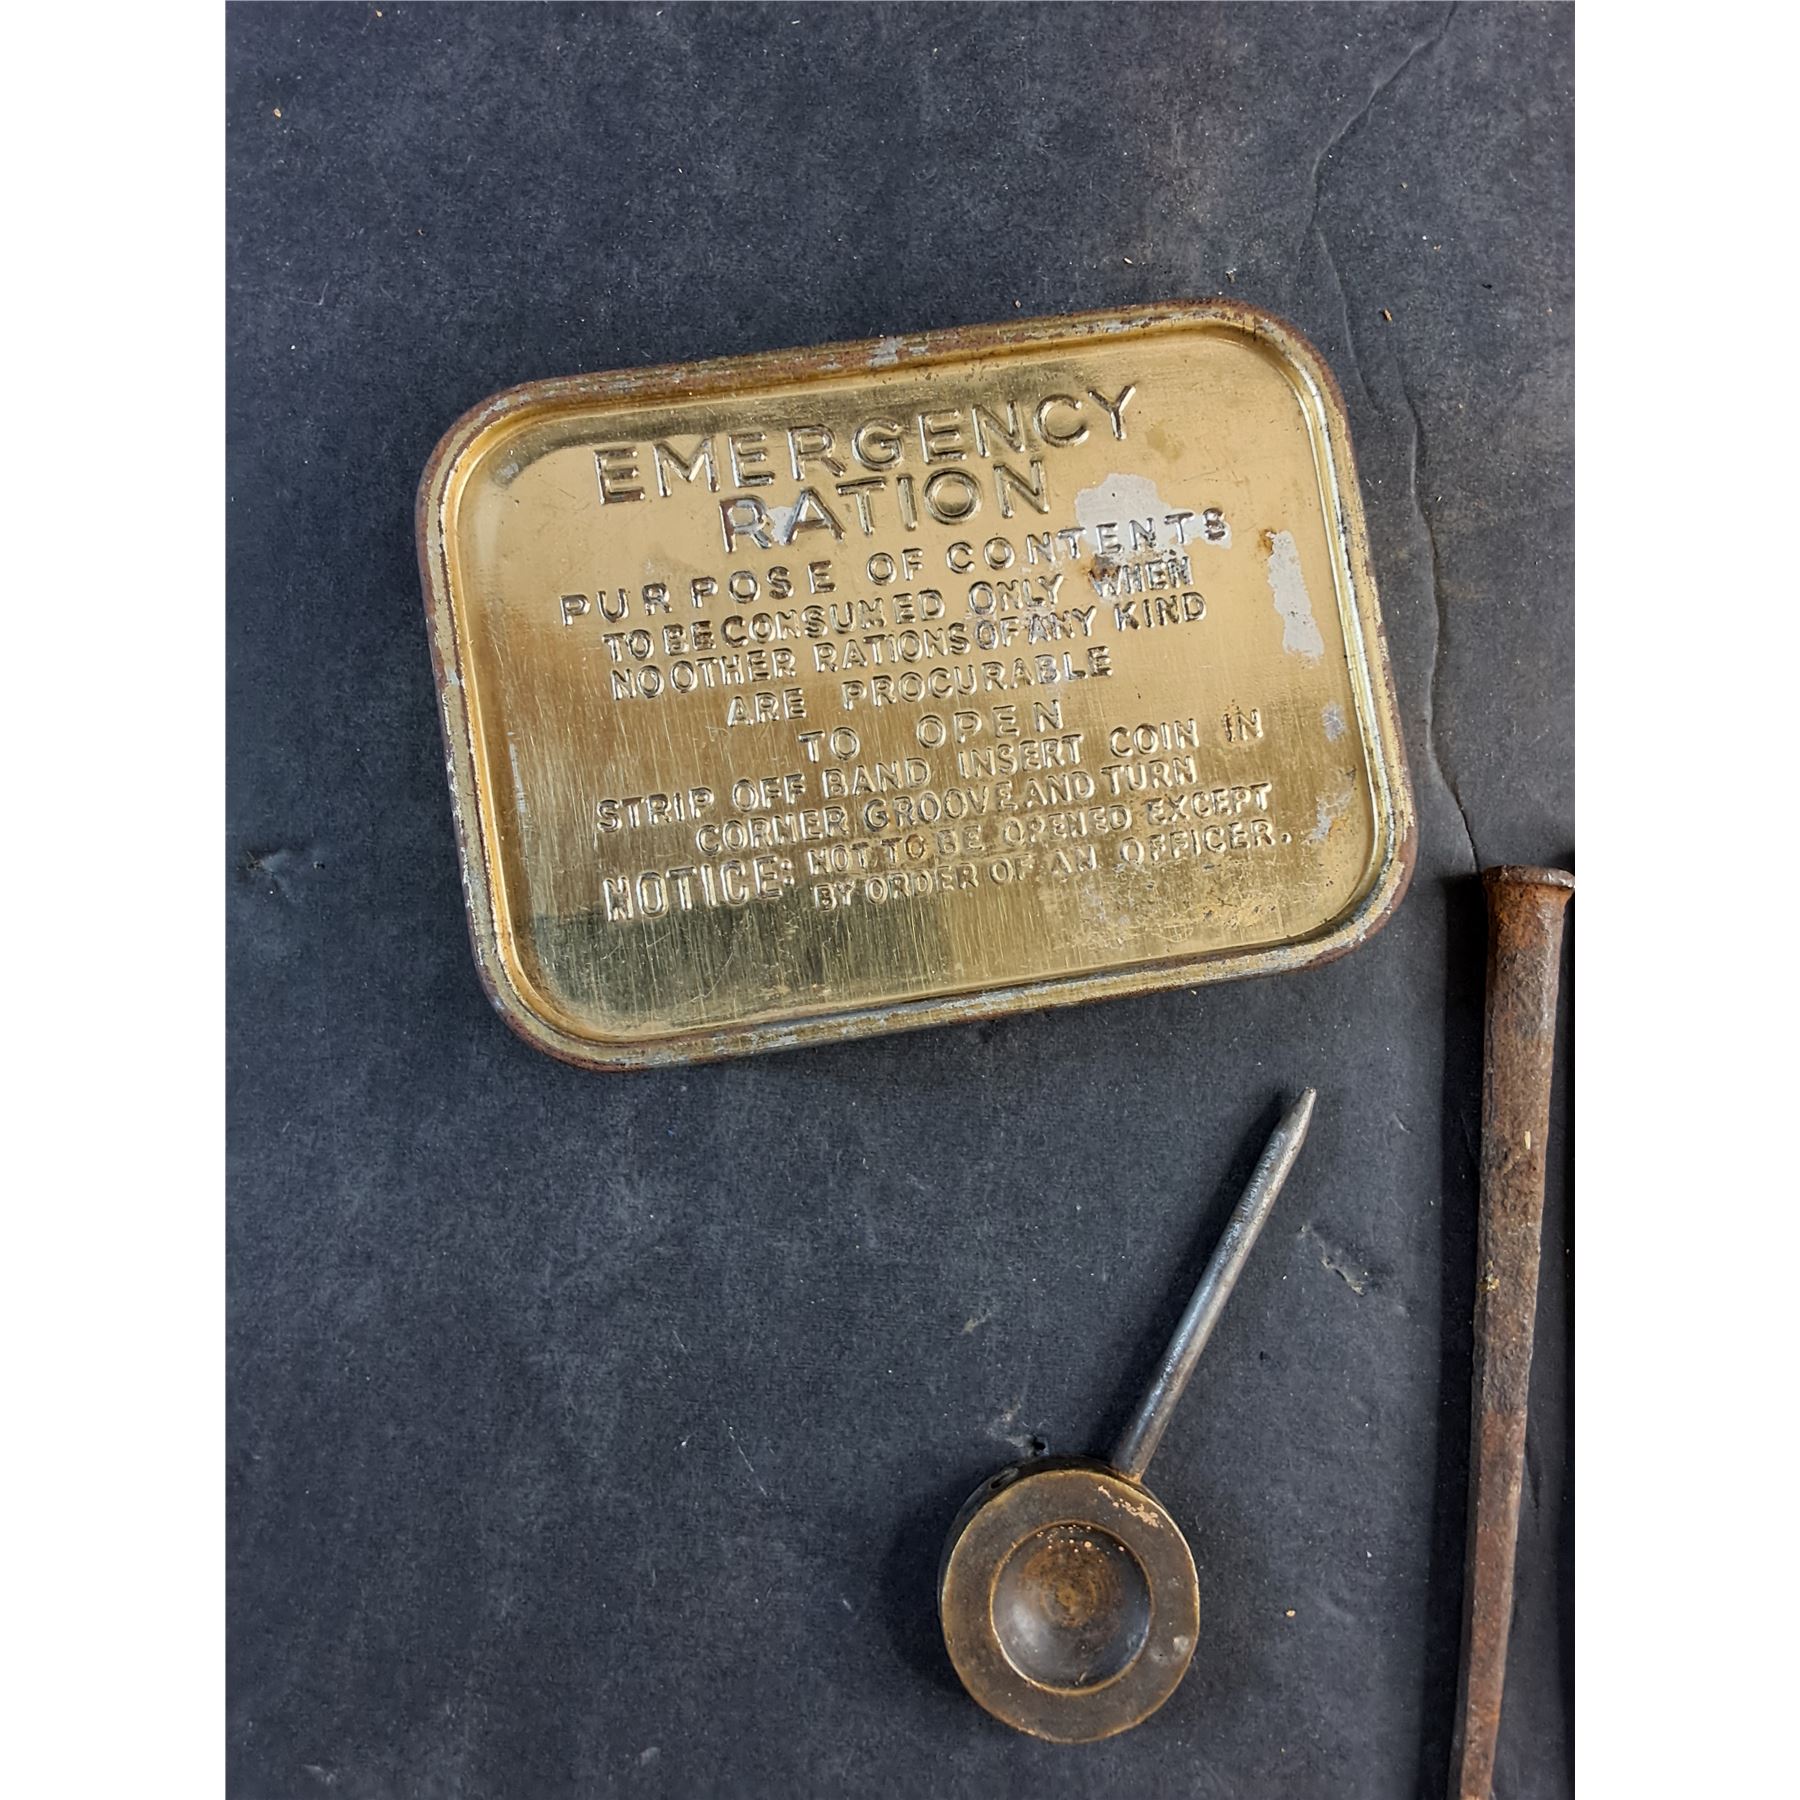 EMERGENCY
RATION
PURPOSE OF CONTENTS
TO BE CONSUMED ONLY WHEN
NO OTHER RATIONS OF ANY KIND
ARE PROCURABLE
TO OPEN
STRIP OFF BAND INSERT COIN IN
CORNER GROOVE AND TURN
NOTICE: NOT TO BE OPENED EXCEPT
BY ORDER OF AN OFFICER.